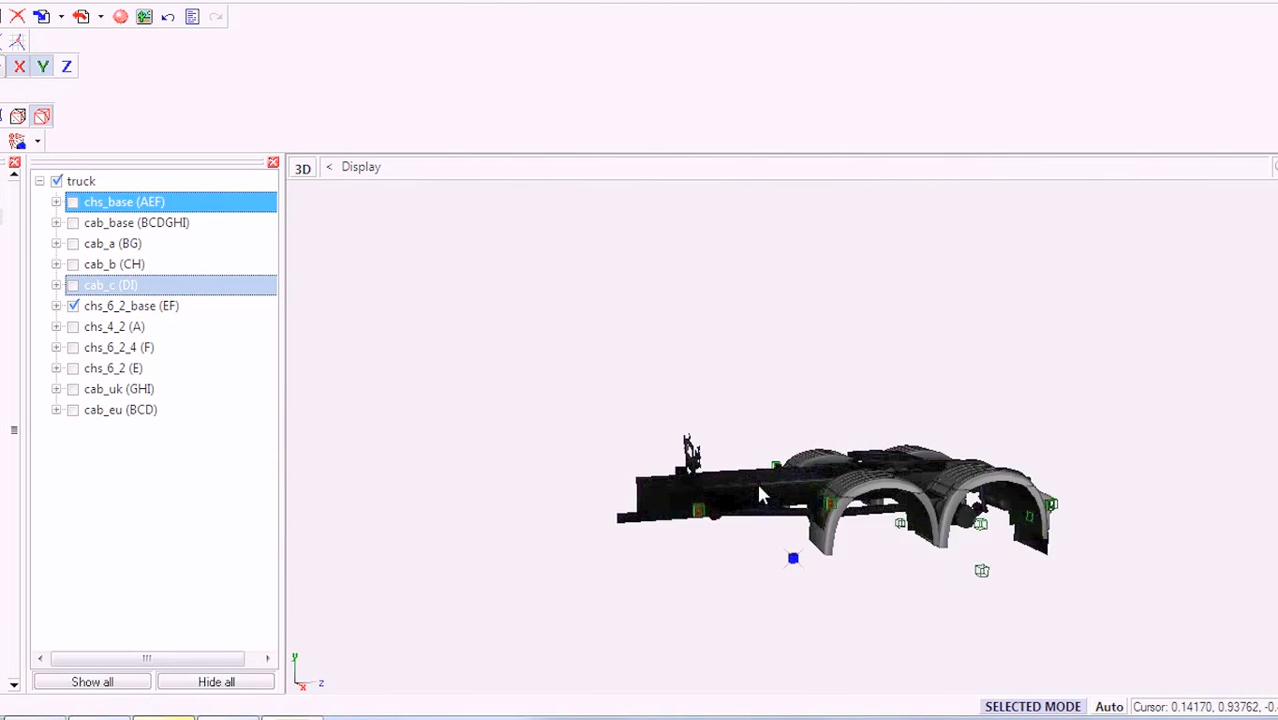 X Y Z
3D < Display
truck
chs_base (AEF)
cab_base (BCDGHI)
cab_a (BG)
cab_b (CH)
cab_c (DI)
chs_6_2_base (EF)
chs_4_2 (A)
chs_6_2_4 (F)
chs_6_2 (E)
cab_uk (GHI)
cab_eu (BCD)
Show all Hide all
y
x z
SELECTED MODE Auto Cursor: 0.14170, 0.93762, -0.